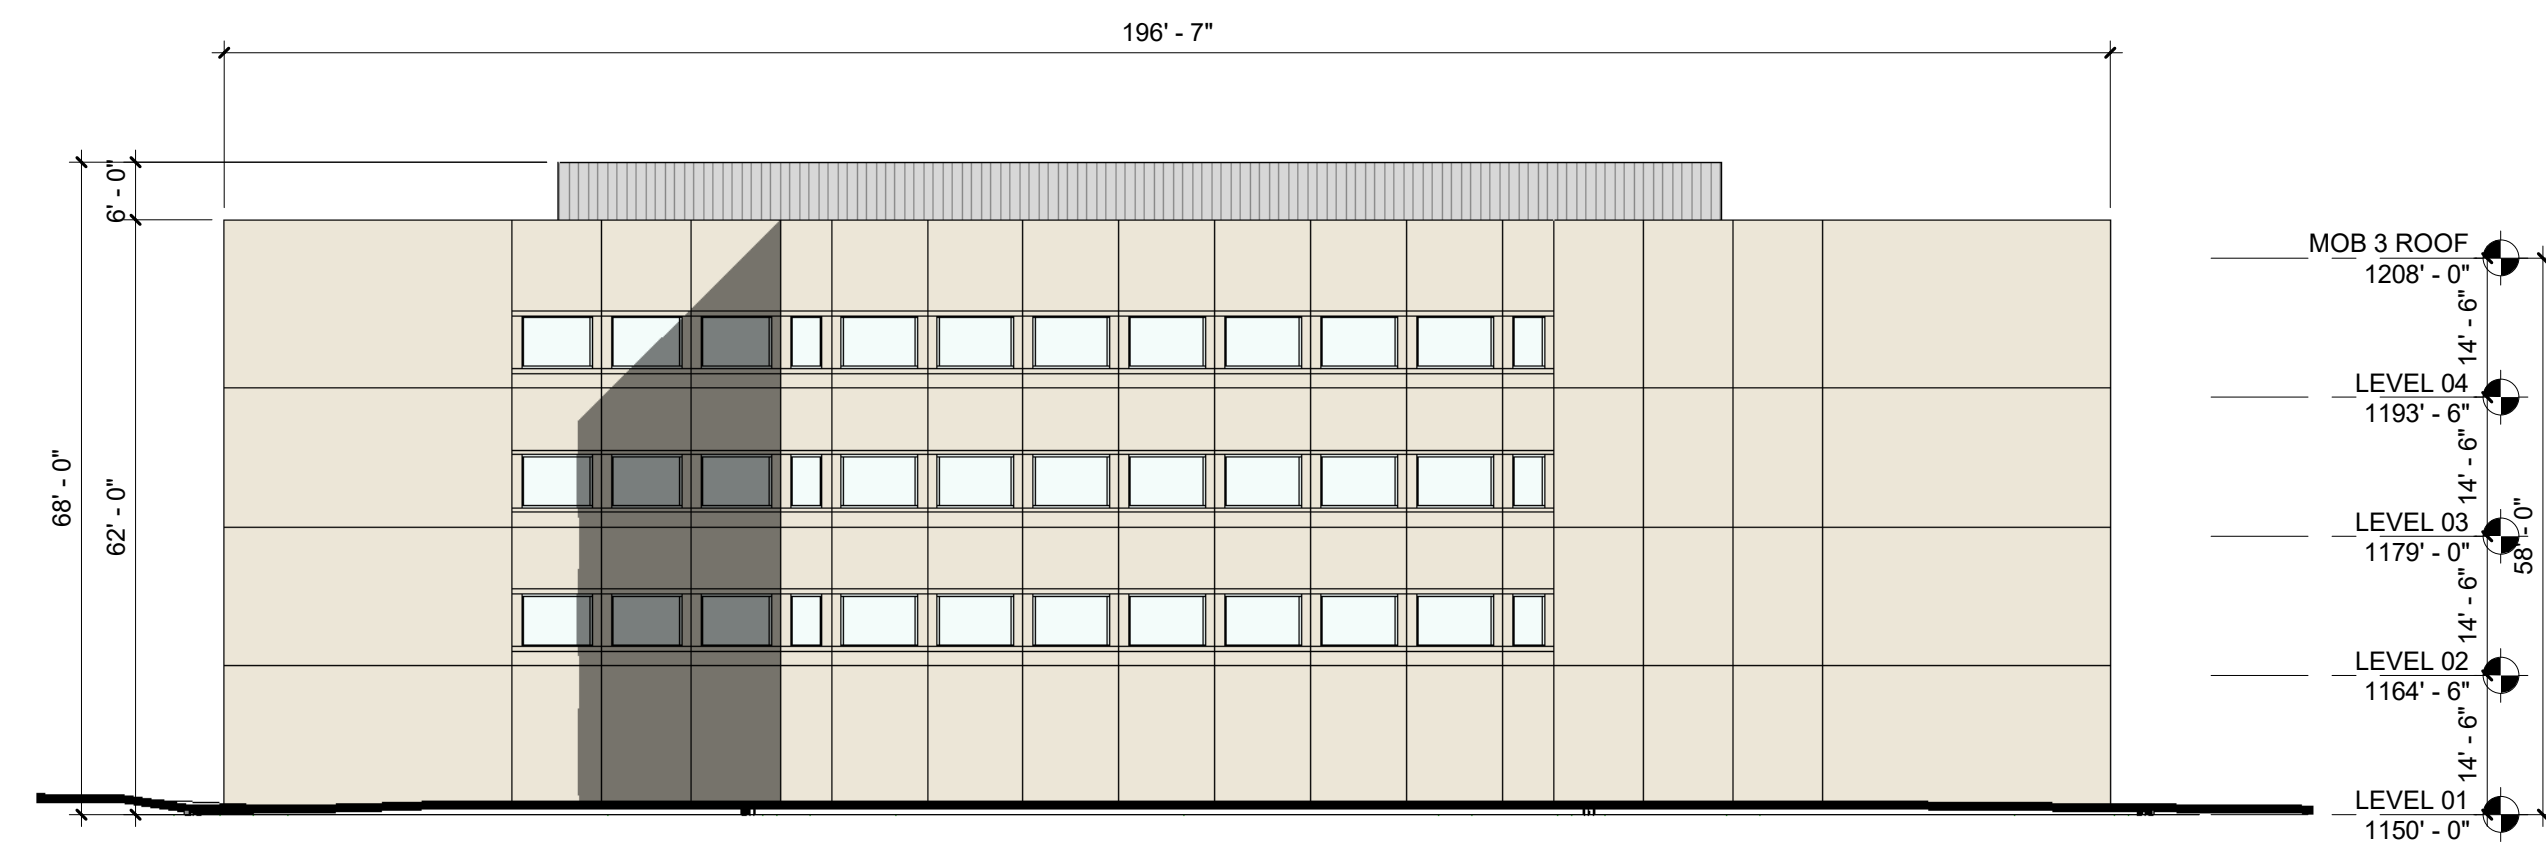 196' - 7"
6' - 0"
68' - 0"
62' - 0"
MOB 3 ROOF
1208' - 0"
14' - 6"
LEVEL 04
1193' - 6"
14' - 6"
LEVEL 03
1179' - 0"
58' - 0"
14' - 6"
LEVEL 02
1164' - 6"
14' - 6"
LEVEL 01
1150' - 0"